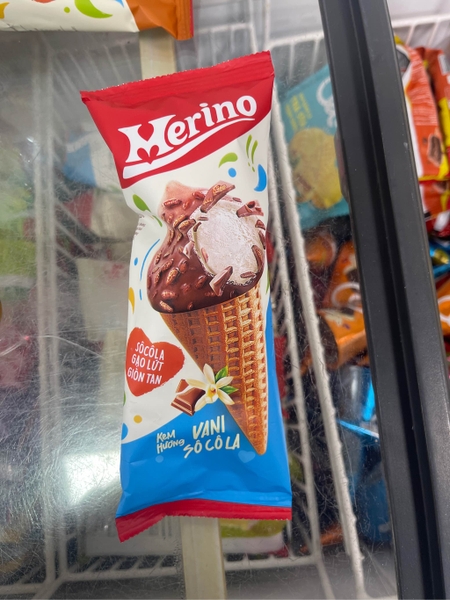 Merino
SÔCÔLA
GẠO LỨT
GIÒN TAN
KEM
HƯƠNG
VANI
SÔ CÔ LA